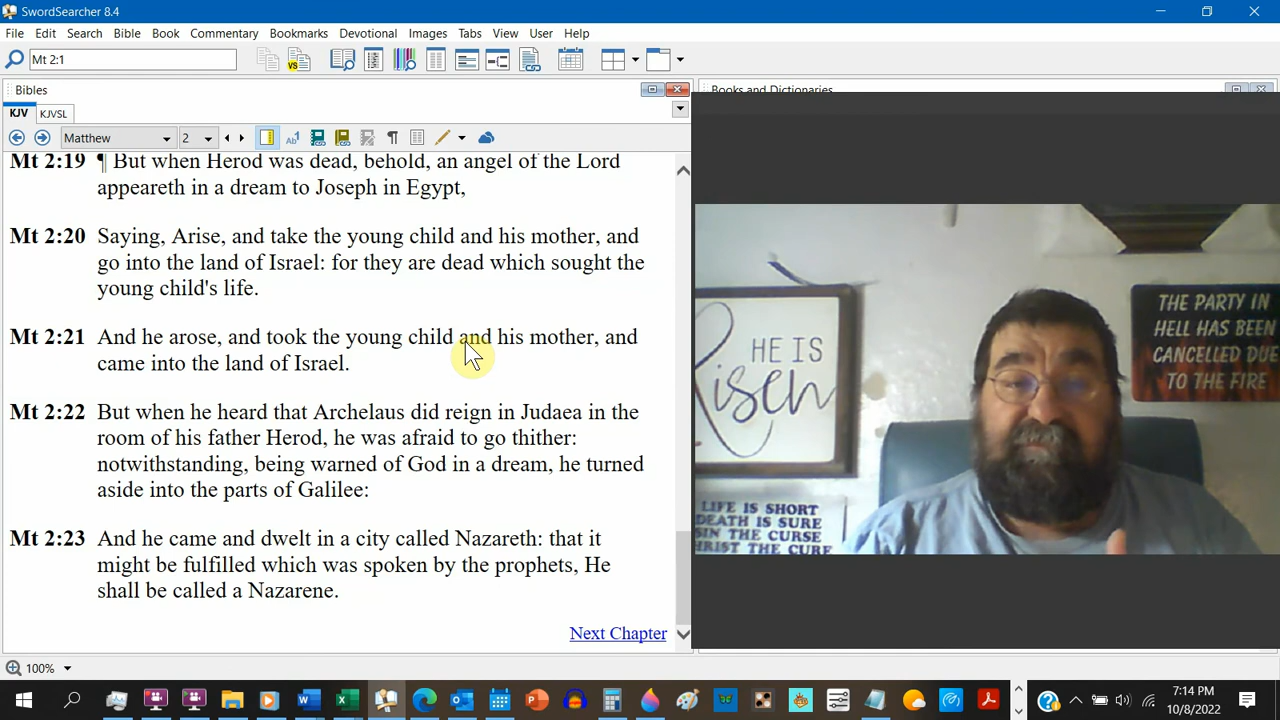 SwordSearcher 8.4
File Edit Search Bible Book Commentary Bookmarks Devotional Images Tabs View User Help
Mt 2:1
VS
Bibles
Books and Dictionaries
KJV KJVSL
Matthew 2
Mt 2:19 ¶ But when Herod was dead, behold, an angel of the Lord
appeareth in a dream to Joseph in Egypt,
Mt 2:20 Saying, Arise, and take the young child and his mother, and
go into the land of Israel: for they are dead which sought the
young child's life.
Mt 2:21 And he arose, and took the young child and his mother, and
came into the land of Israel.
Mt 2:22 But when he heard that Archelaus did reign in Judaea in the
room of his father Herod, he was afraid to go thither:
notwithstanding, being warned of God in a dream, he turned
aside into the parts of Galilee:
Mt 2:23 And he came and dwelt in a city called Nazareth: that it
might be fulfilled which was spoken by the prophets, He
shall be called a Nazarene.
Next Chapter
HE IS
Risen
THE PARTY IN
HELL HAS BEEN
CANCELLED DUE
TO THE FIRE
LIFE IS SHORT
DEATH IS SURE
SIN THE CURSE
HRIST THE CURE
100%
7:14 PM
10/8/2022